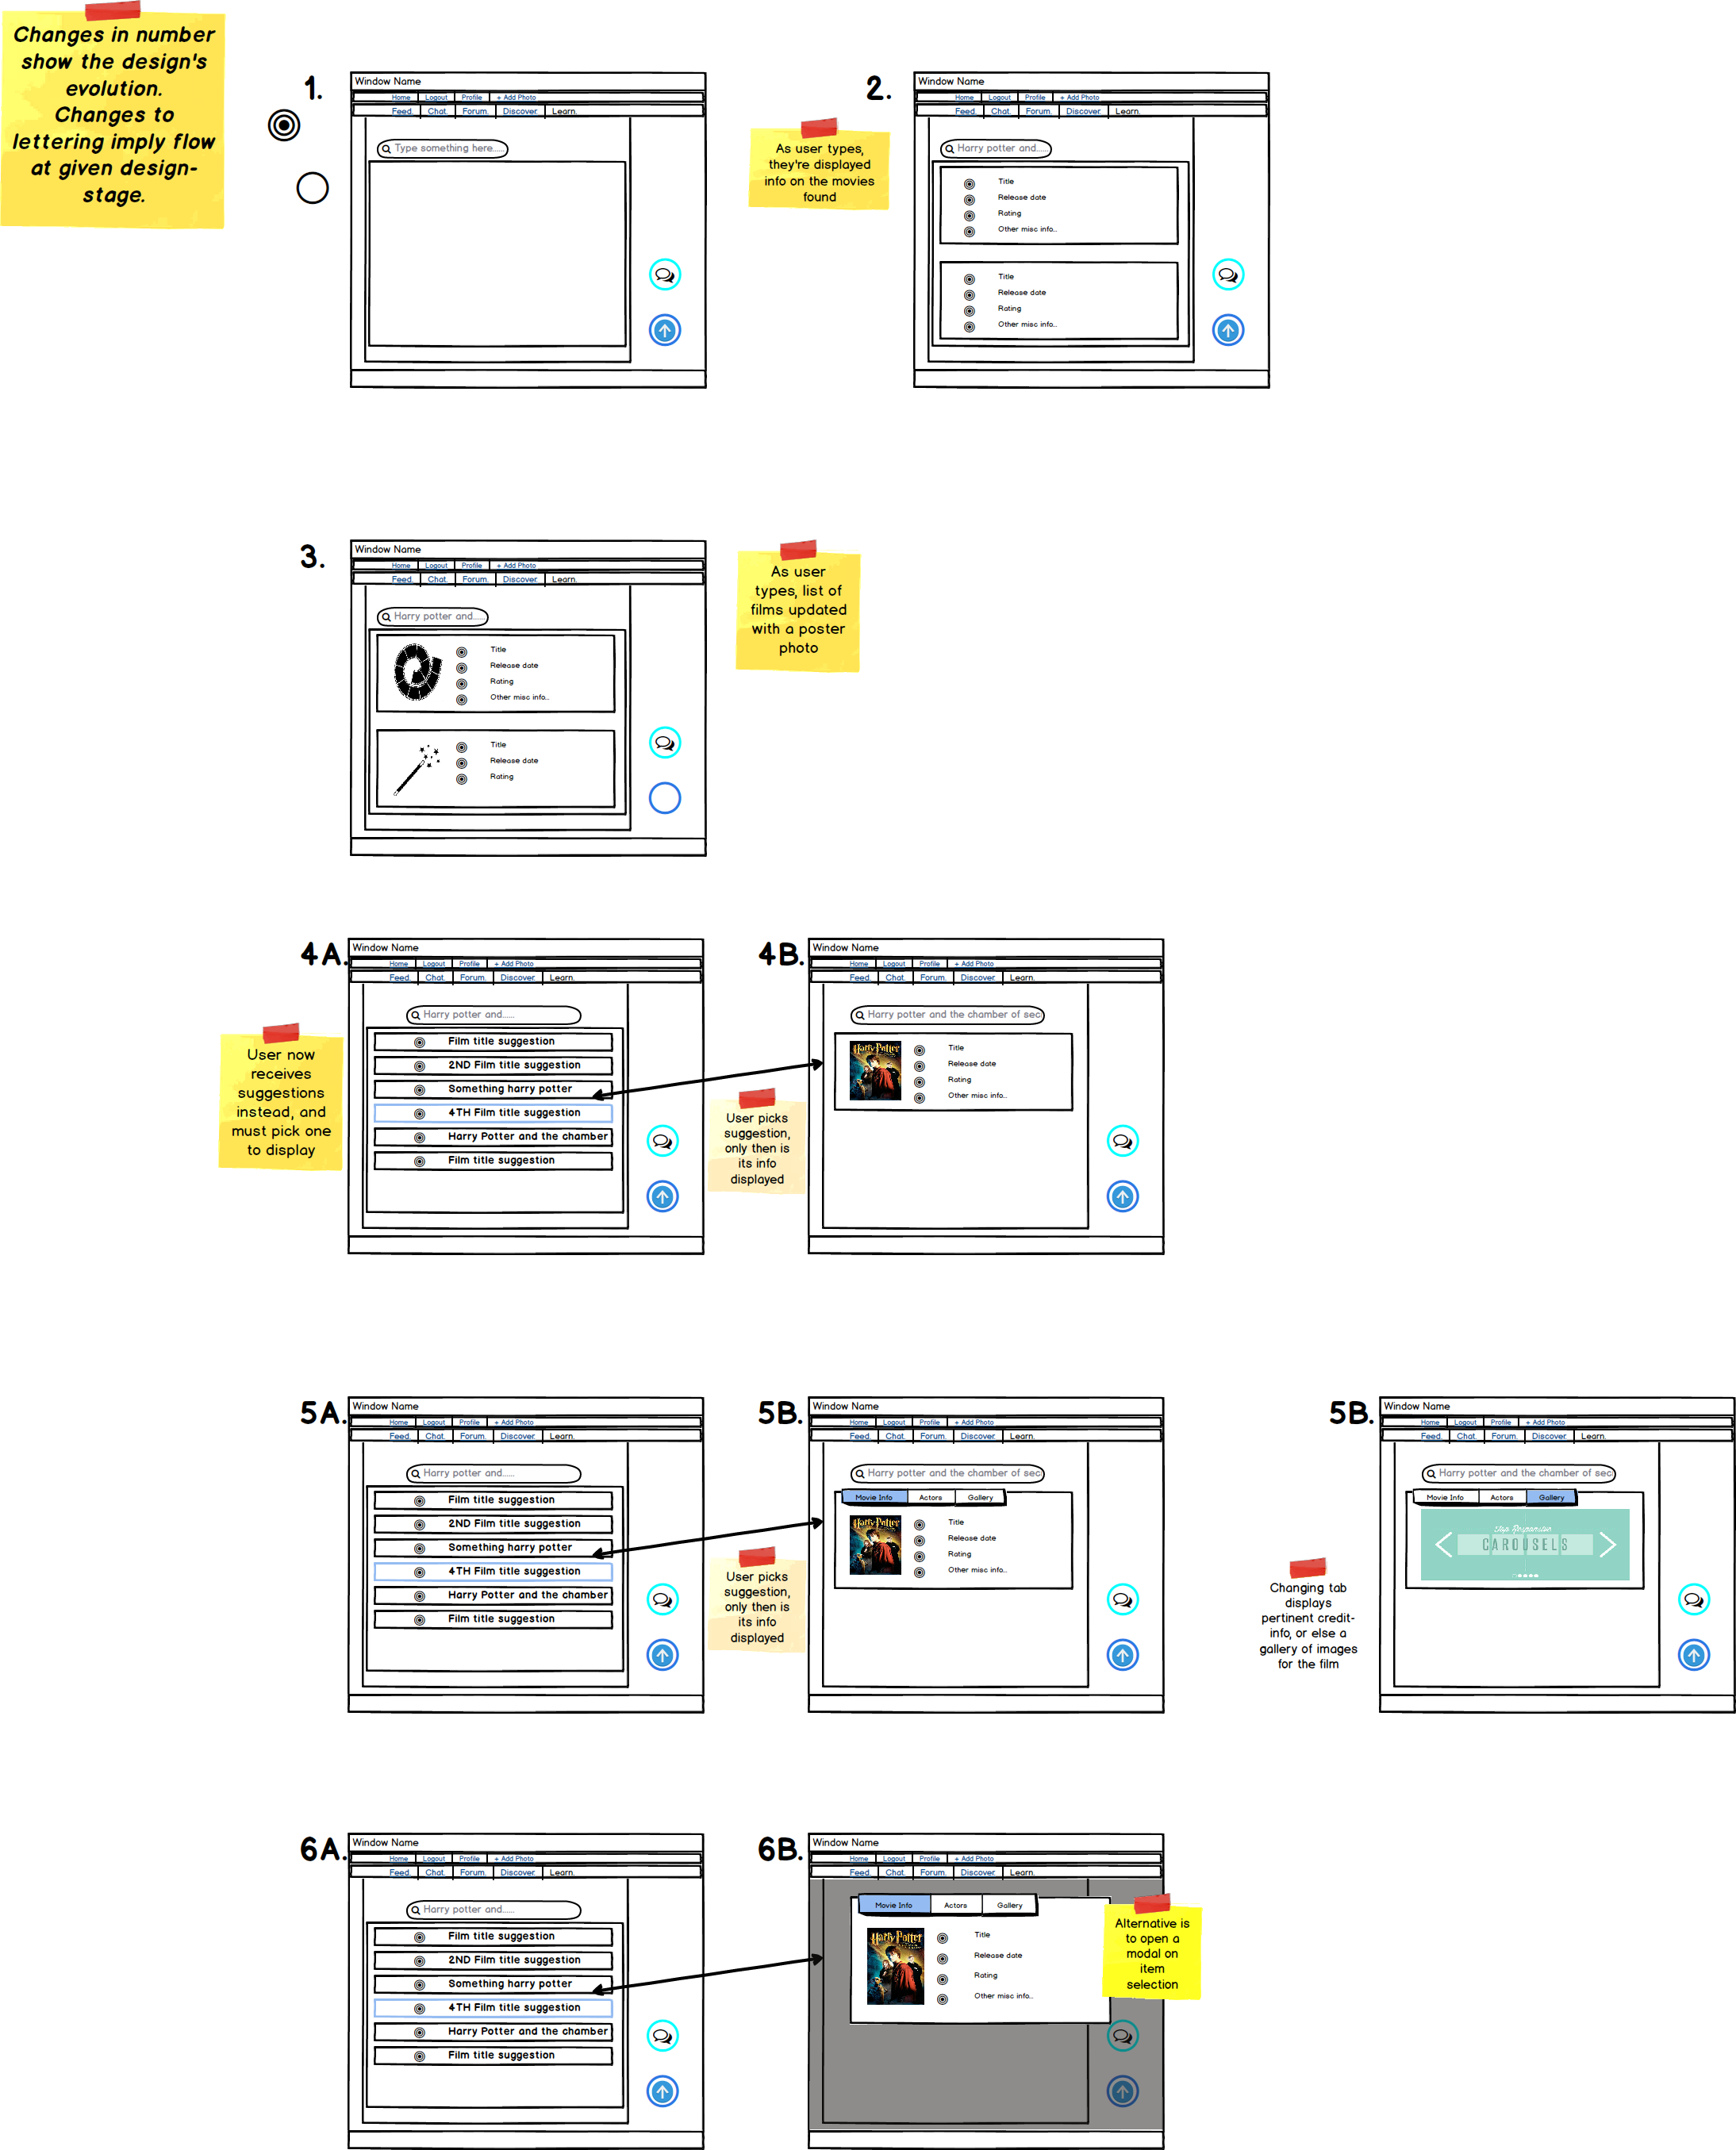 Changes in number
show the design's
evolution.
Changes to
lettering imply flow
at given design-
stage.
1.
Window Name
Home Logout Profile + Add Photo
Feed. Chat. Forum. Discover. Learn.
Type something here......
2.
As user types,
they're displayed
info on the movies
found
Window Name
Home Logout Profile + Add Photo
Feed. Chat. Forum. Discover. Learn.
Harry potter and......
Title
Release date
Rating
Other misc info..
Title
Release date
Rating
Other misc info..
3.
Window Name
Home Logout Profile + Add Photo
Feed. Chat. Forum. Discover. Learn.
Harry potter and......
Title
Release date
Rating
Other misc info..
Title
Release date
Rating
As user
types, list of
films updated
with a poster
photo
4A.
Window Name
Home Logout Profile + Add Photo
Feed. Chat. Forum. Discover. Learn.
Harry potter and......
Film title suggestion
2ND Film title suggestion
Something harry potter
4TH Film title suggestion
Harry Potter and the chamber
Film title suggestion
User now
receives
suggestions
instead, and
must pick one
to display
User picks
suggestion,
only then is
its info
displayed
4B.
Window Name
Home Logout Profile + Add Photo
Feed. Chat. Forum. Discover. Learn.
Harry potter and the chamber of sec
Harry Potter
Title
Release date
Rating
Other misc info..
5A.
Window Name
Home Logout Profile + Add Photo
Feed. Chat. Forum. Discover. Learn.
Harry potter and......
Film title suggestion
2ND Film title suggestion
Something harry potter
4TH Film title suggestion
Harry Potter and the chamber
Film title suggestion
User picks
suggestion,
only then is
its info
displayed
5B.
Window Name
Home Logout Profile + Add Photo
Feed. Chat. Forum. Discover. Learn.
Harry potter and the chamber of sec
Movie Info Actors Gallery
Harry Potter
Title
Release date
Rating
Other misc info..
Changing tab
displays
pertinent credit-
info, or else a
gallery of images
for the film
5B.
Window Name
Home Logout Profile + Add Photo
Feed. Chat. Forum. Discover. Learn.
Harry potter and the chamber of sec
Movie Info Actors Gallery
CAROUSELS
6A.
Window Name
Home Logout Profile + Add Photo
Feed. Chat. Forum. Discover. Learn.
Harry potter and......
Film title suggestion
2ND Film title suggestion
Something harry potter
4TH Film title suggestion
Harry Potter and the chamber
Film title suggestion
6B.
Window Name
Home Logout Profile + Add Photo
Feed. Chat. Forum. Discover. Learn.
Movie Info Actors Gallery
Harry Potter
Title
Release date
Rating
Other misc info..
Alternative is
to open a
modal on
item
selection